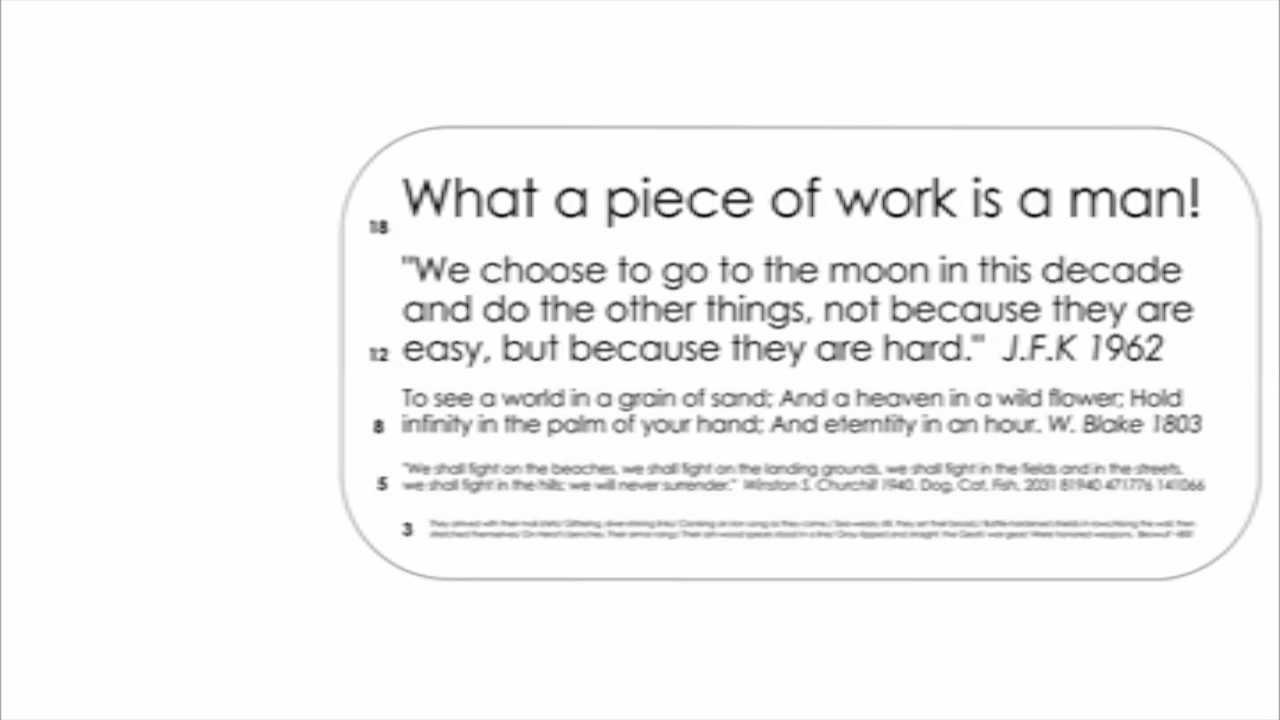 What a piece of work is a man!
18
"We choose to go to the moon in this decade
and do the other things, not because they are
12 easy, but because they are hard." J.F.K 1962
To see a world in a grain of sand; And a heaven in a wild flower; Hold
8 infinity in the palm of your hand; And eterntity in an hour. W. Blake 1803
"We shall fight on the beaches, we shall fight on the landing grounds, we shall fight in the fields and in the streets,
5 we shall fight in the hills; we will never surrender." Winston S. Churchill 1940. Dog, Cat, Fish, 2031 81940 471776 141066
3